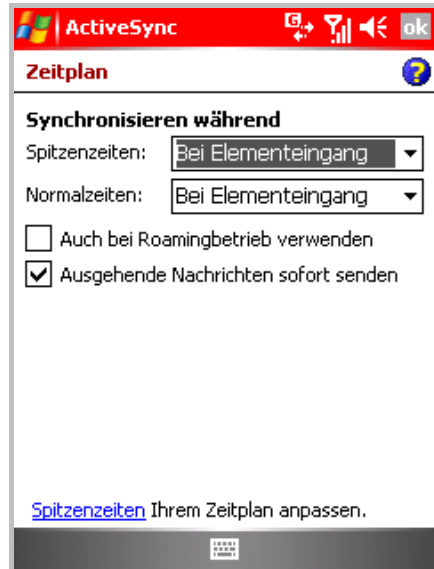 ActiveSync G ok
Zeitplan ?
Synchronisieren während
Spitzenzeiten: Bei Elementeingang
Normalzeiten: Bei Elementeingang
Auch bei Roamingbetrieb verwenden
Ausgehende Nachrichten sofort senden
Spitzenzeiten Ihrem Zeitplan anpassen.